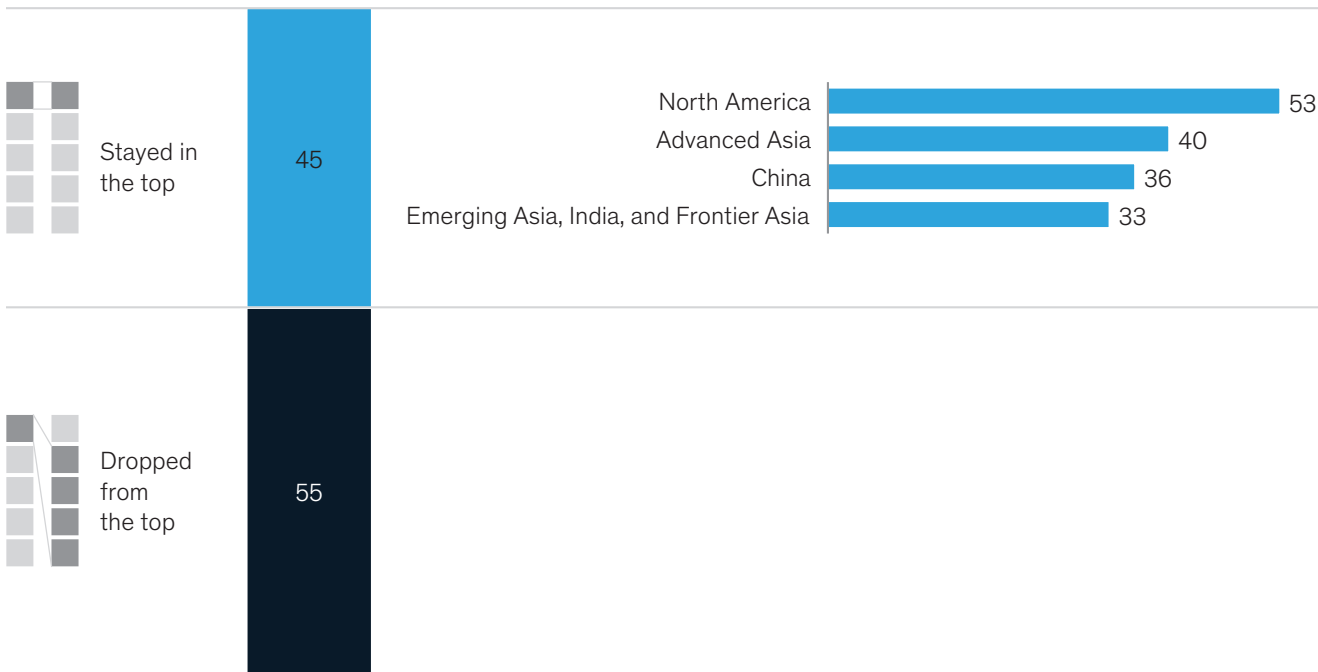 North America 53
Advanced Asia 40
Stayed in
the top
45
China 36
Emerging Asia, India, and Frontier Asia 33
Dropped
from
the top
55